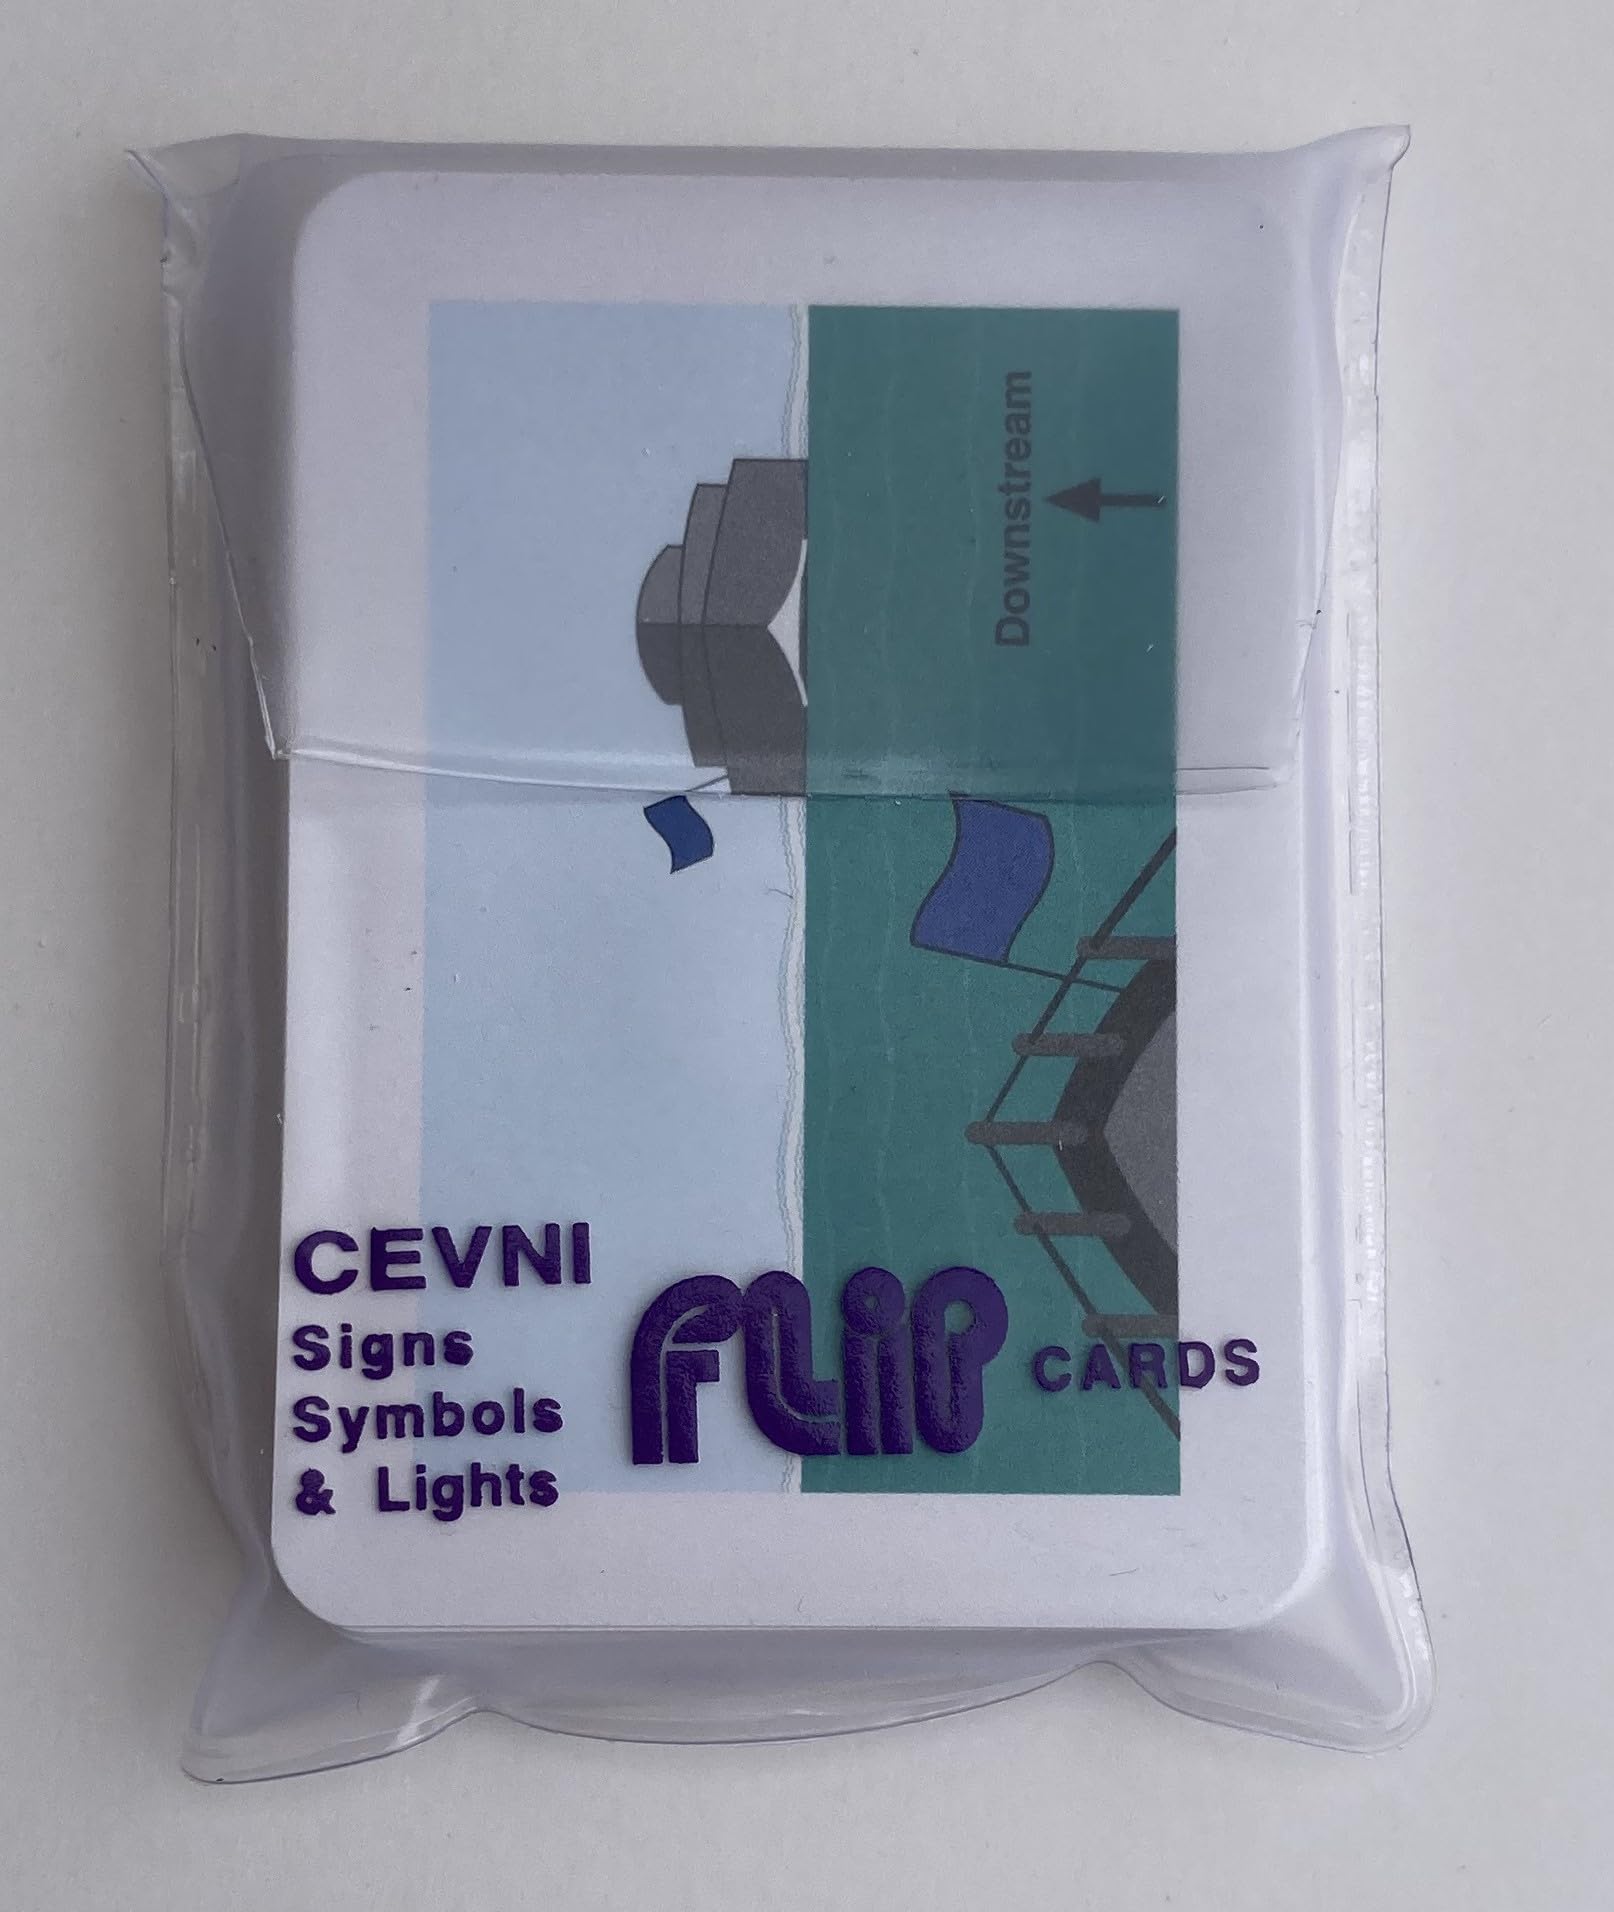 Downstream
CEVNI
Signs
Symbols
& Lights
FLiP CARDS